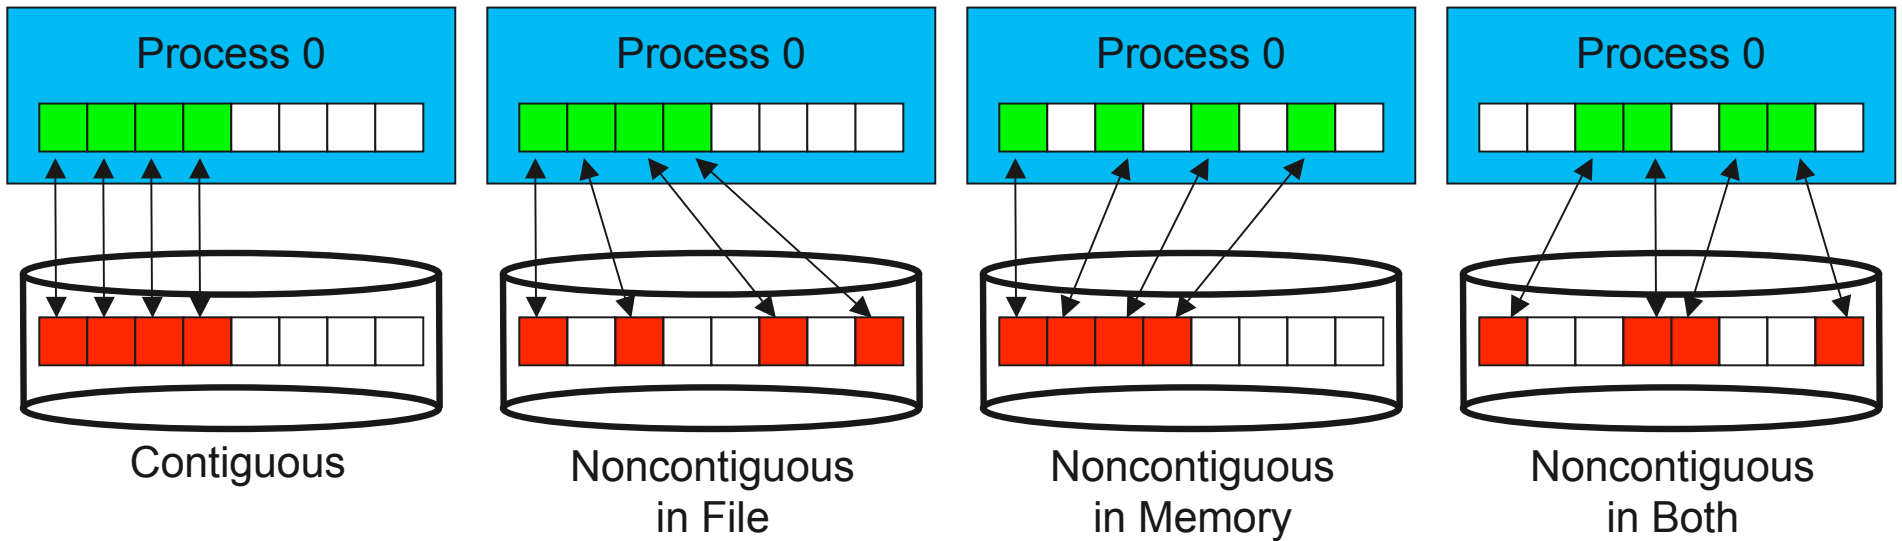 Process 0
Process 0
Process 0
Process 0
Contiguous
Noncontiguous
in File
Noncontiguous
in Memory
Noncontiguous
in Both